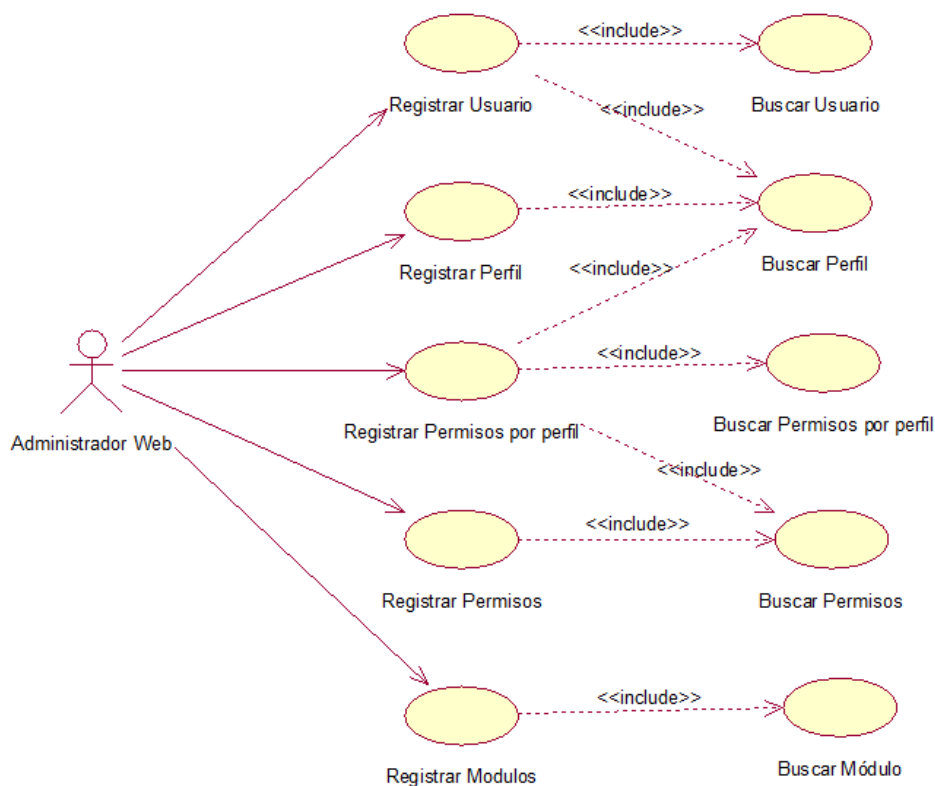 <<include>>
Registrar Usuario
Buscar Usuario
<<include>>
<<include>>
Registrar Perfil
Buscar Perfil
<<include>>
<<include>>
Administrador Web
Registrar Permisos por perfil
Buscar Permisos por perfil
<<include>>
<<include>>
Registrar Permisos
Buscar Permisos
<<include>>
Registrar Modulos
Buscar Módulo